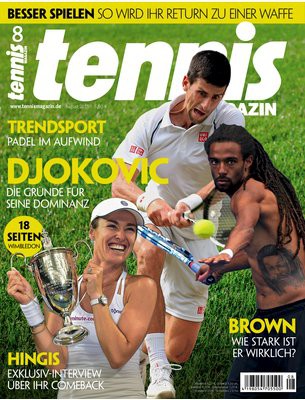 BESSER SPIELEN SO WIRD IHR RETURN ZU EINER WAFFE
tennis 8
tennis
MAGAZIN
www.tennismagazin.de
TRENDSPORT
PADEL IM AUFWIND
DJOKOVIC
DIE GRÜNDE FÜR
SEINE DOMINANZ
18
SEITEN
WIMBLEDON
BROWN
WIE STARK IST
ER WIRKLICH?
HINGIS
EXKLUSIV-INTERVIEW
ÜBER IHR COMEBACK